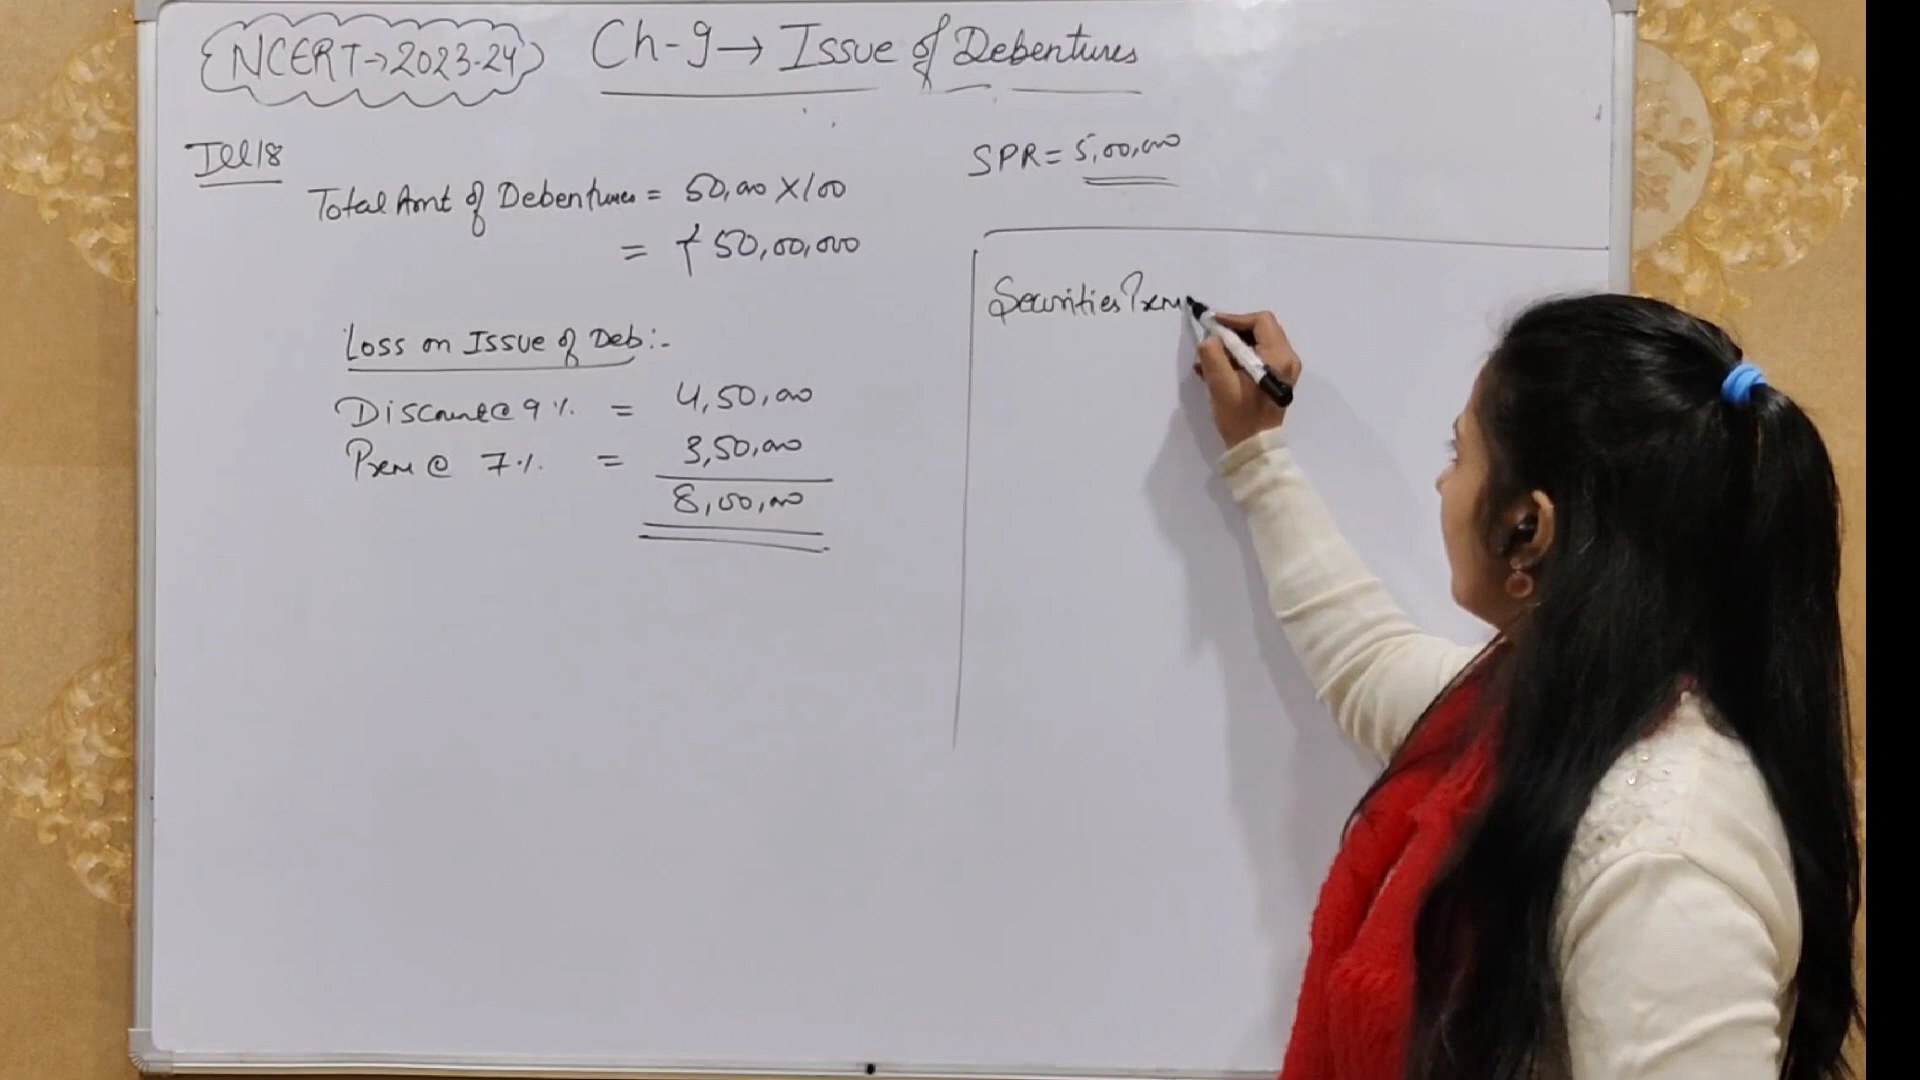 NCERT→2023-24 Ch-9→ Issue of Debentures
Ill 18
Total Amt of Debentures = 50,000 X 100
= ₹ 50,00,000
Loss on Issue of Deb:-
Discount @ 9% = 4,50,000
Prem @ 7% = 3,50,000
8,00,000
SPR = 5,00,000
Securities Prem